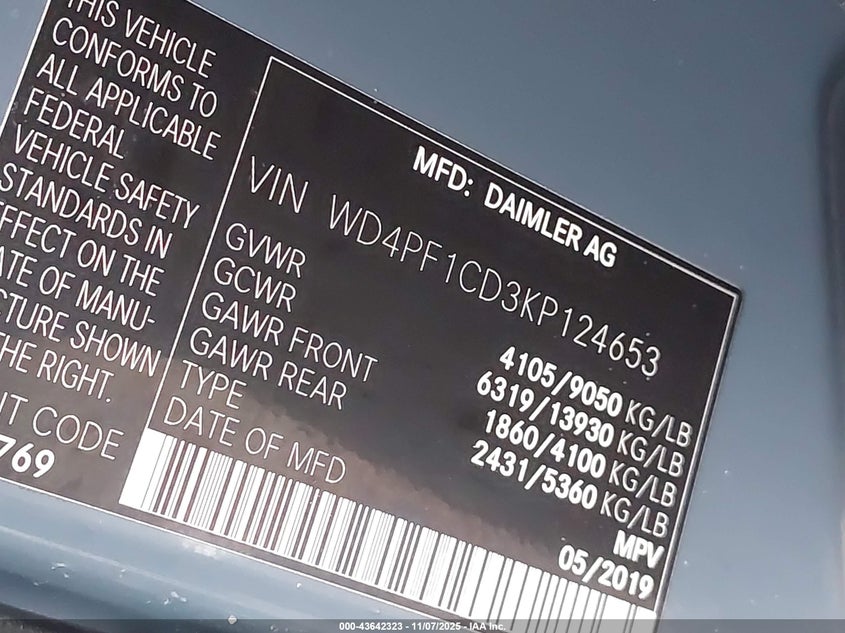 THIS VEHICLE
CONFORMS TO
ALL APPLICABLE
FEDERAL
VEHICLE SAFETY
STANDARDS IN
EFFECT ON THE
ATE OF MANU-
CTURE SHOWN
HE RIGHT.
IT CODE
769
MFD: DAIMLER AG
VIN WD4PF1CD3KP124653
GVWR 4105/9050 KG/LB
GCWR 6319/13930 KG/LB
GAWR FRONT 1860/4100 KG/LB
GAWR REAR 2431/5360 KG/LB
TYPE MPV
DATE OF MFD 05/2019
000-43642323 - 11/07/2025 - IAA Inc.